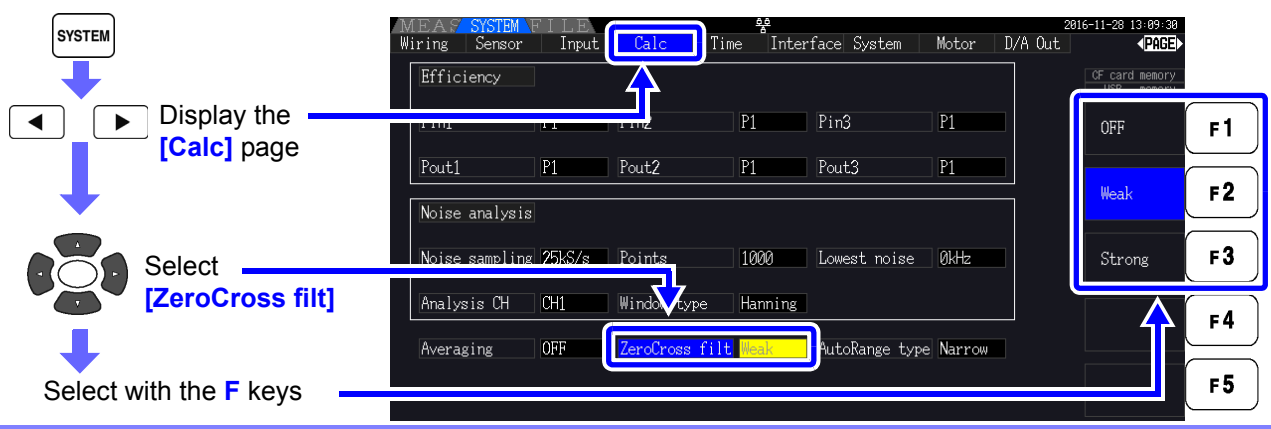 SYSTEM
Display the
[Calc] page
Select
[ZeroCross filt]
Select with the F keys
MEAS SYSTEM FILE 2016-11-28 13:09:30
Wiring Sensor Input Calc Time Interface System Motor D/A Out PAGE
CF card memory
USB memory
Efficiency
Pin1 P1 Pin2 P1 Pin3 P1
Pout1 P1 Pout2 P1 Pout3 P1
Noise analysis
Noise sampling 25kS/s Points 1000 Lowest noise 0kHz
Analysis CH CH1 Window type Hanning
Averaging OFF ZeroCross filt Weak AutoRange type Narrow
OFF F1
Weak F2
Strong F3
F4
F5